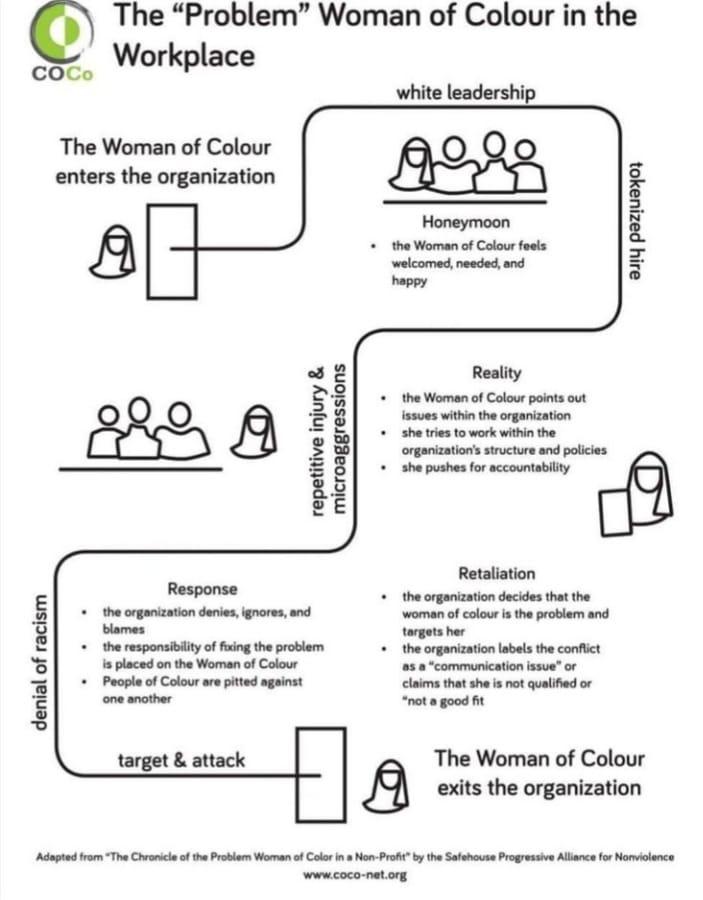 The “Problem” Woman of Colour in the
Workplace
COCo
white leadership
The Woman of Colour
enters the organization
tokenized hire
Honeymoon
• the Woman of Colour feels
welcomed, needed, and
happy
repetitive injury &
microaggressions
Reality
• the Woman of Colour points out
issues within the organization
• she tries to work within the
organization's structure and policies
• she pushes for accountability
denial of racism
Response
• the organization denies, ignores, and
blames
• the responsibility of fixing the problem
is placed on the Woman of Colour
• People of Colour are pitted against
one another
Retaliation
• the organization decides that the
woman of colour is the problem and
targets her
• the organization labels the conflict
as a “communication issue” or
claims that she is not qualified or
“not a good fit
target & attack
The Woman of Colour
exits the organization
Adapted from “The Chronicle of the Problem Woman of Color in a Non-Profit” by the Safehouse Progressive Alliance for Nonviolence
www.coco-net.org